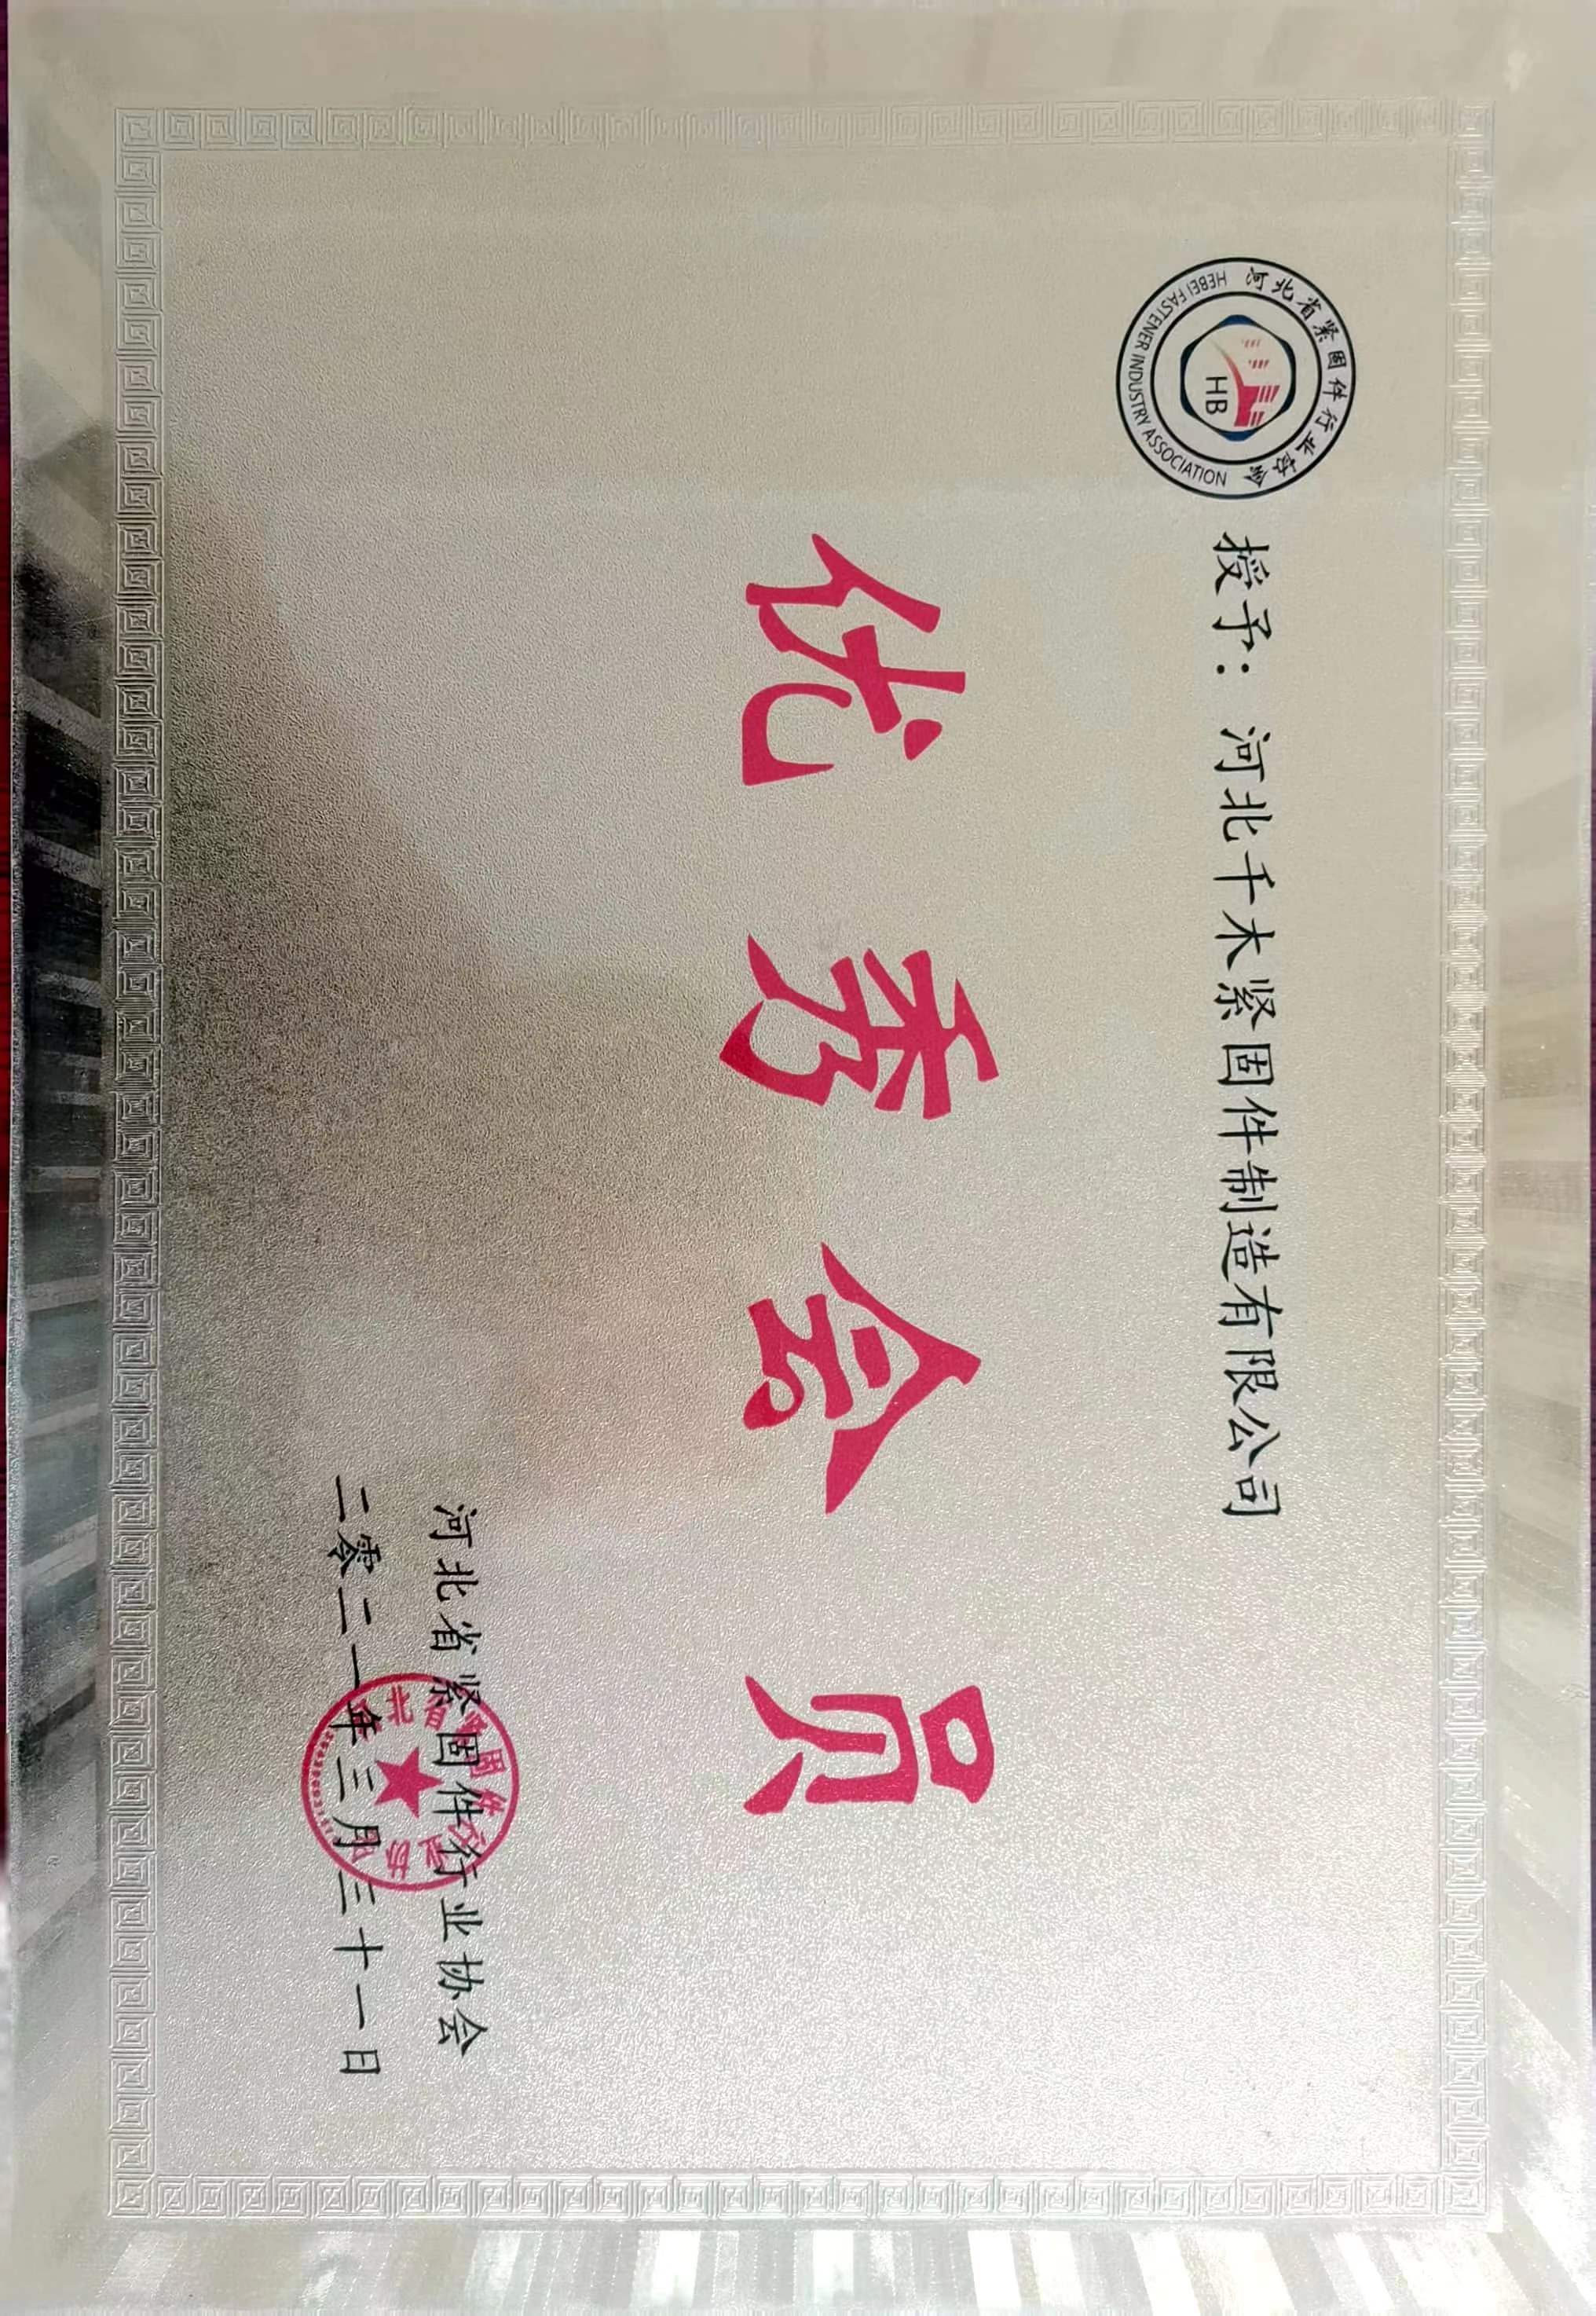 河北省紧固件行业协会
HEBEI FASTENER INDUSTRY ASSOCIATION
HB
授予：河北千木紧固件制造有限公司
优秀会员
河北省紧固件行业协会
二零二一年三月三十一日